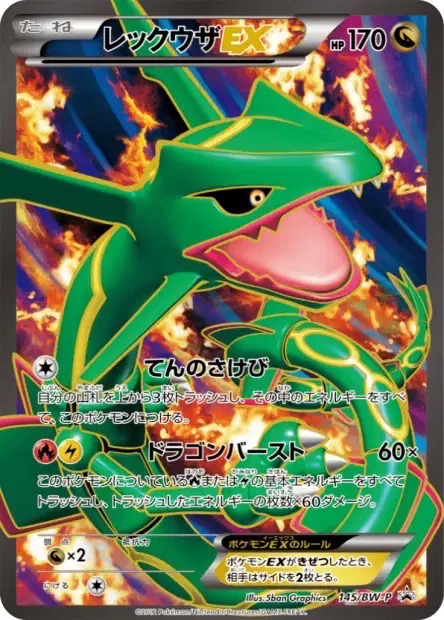 たね レックウザEX HP170
てんのさけび
自分の山札を上から3枚トラッシュし、その中のエネルギーをすべ
て、このポケモンにつける。
ドラゴンバースト 60×
このポケモンについている または の基本エネルギーをすべて
トラッシュし、トラッシュしたエネルギーの枚数×60ダメージ。
弱点 抵抗力
×2
ポケモンEXのルール
ポケモンEXがきぜつしたとき、
相手はサイドを2枚とる。
にげる
Illus. 5ban Graphics 145/BW-P